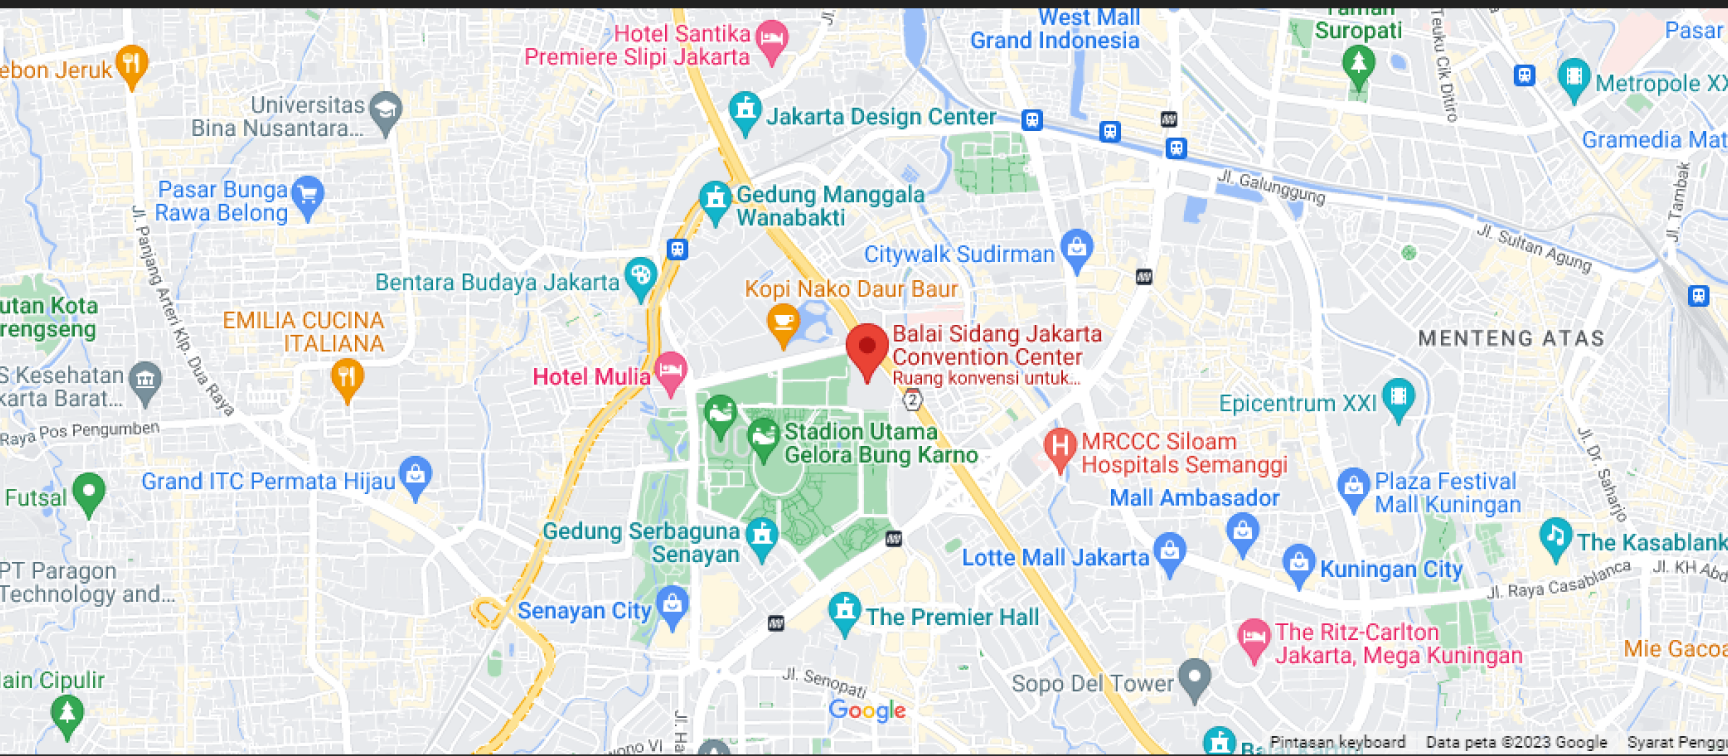 Hotel Santika
Premiere Slipi Jakarta
Jl.
West Mall
Grand Indonesia
Taman
Suropati
Teuku Cik Ditiro
Pasar
ebon Jeruk
Metropole XX
Universitas
Bina Nusantara...
Jakarta Design Center
Gramedia Mat
Pasar Bunga
Rawa Belong
Gedung Manggala
Wanabakti
Jl. Galunggung
Jl. Tambak
Jl. Panjang Arteri Klp. Dua Raya
Citywalk Sudirman
Jl. Sultan Agung
Bentara Budaya Jakarta
Kopi Nako Daur Baur
utan Kota
rengseng
EMILIA CUCINA
ITALIANA
Balai Sidang Jakarta
Convention Center
Ruang konvensi untuk...
MENTENG ATAS
S Kesehatan
karta Barat...
Hotel Mulia
2
Epicentrum XXI
Raya Pos Pengumben
Stadion Utama
Gelora Bung Karno
MRCCC Siloam
Hospitals Semanggi
Jl. Dr. Saharjo
Grand ITC Permata Hijau
Futsal
Mall Ambasador
Plaza Festival
Mall Kuningan
Gedung Serbaguna
Senayan
Lotte Mall Jakarta
Kuningan City
The Kasablank
PT Paragon
Technology and...
Jl. Raya Casablanca
Jl. KH Abd
Senayan City
The Premier Hall
The Ritz-Carlton
Jakarta, Mega Kuningan
Mie Gacoa
ain Cipulir
Jl. Senopati
Sopo Del Tower
Google
Jl. Ha
wono VI
Pintasan keyboard
Data peta ©2023 Google
Syarat Pengg